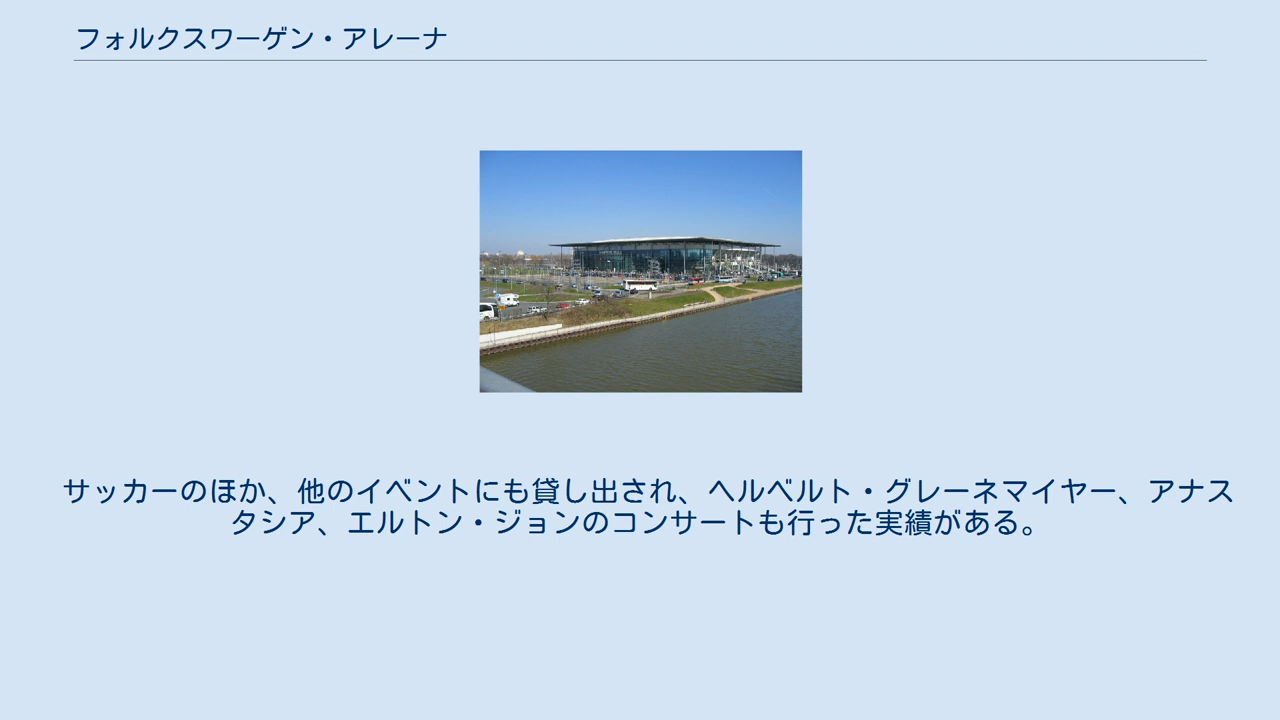 フォルクスワーゲン・アレーナ
サッカーのほか、他のイベントにも貸し出され、ヘルベルト・グレーネマイヤー、アナス
タシア、エルトン・ジョンのコンサートも行った実績がある。